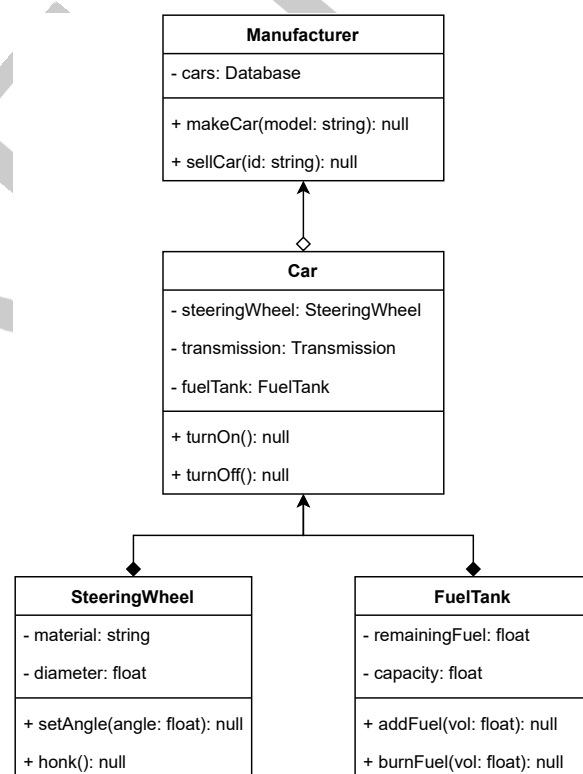 Manufacturer
- cars: Database
+ makeCar(model: string): null
+ sellCar(id: string): null
Car
- steeringWheel: SteeringWheel
- transmission: Transmission
- fuelTank: FuelTank
+ turnOn(): null
+ turnOff(): null
SteeringWheel
- material: string
- diameter: float
+ setAngle(angle: float): null
+ honk(): null
FuelTank
- remainingFuel: float
- capacity: float
+ addFuel(vol: float): null
+ burnFuel(vol: float): null